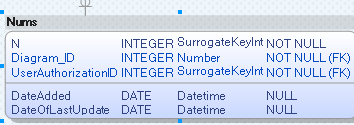 Nums
N INTEGER SurrogateKeyInt NOT NULL
Diagram_ID INTEGER Number NOT NULL (FK)
UserAuthorizationID INTEGER SurrogateKeyInt NOT NULL (FK)
DateAdded DATE Datetime NULL
DateOfLastUpdate DATE Datetime NULL